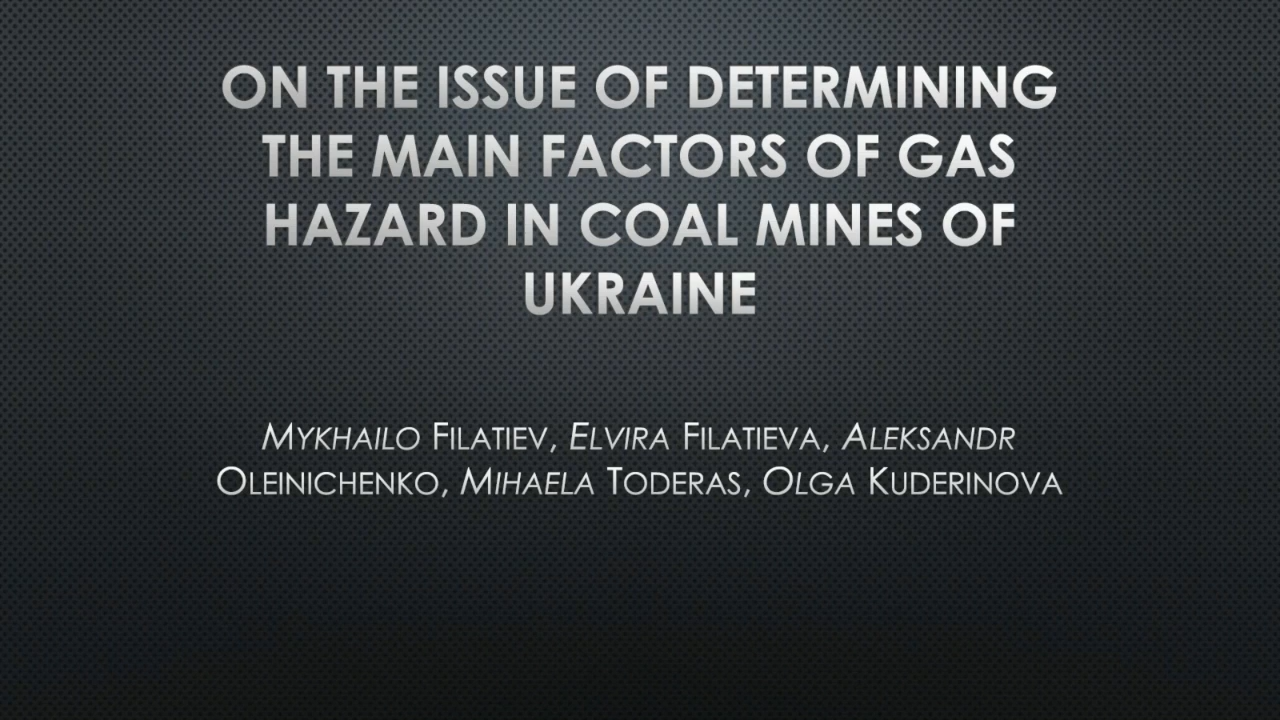 ON THE ISSUE OF DETERMINING
THE MAIN FACTORS OF GAS
HAZARD IN COAL MINES OF
UKRAINE
MYKHAILO FILATIEV, ELVIRA FILATIEVA, ALEKSANDR
OLEINICHENKO, MIHAELA TODERAS, OLGA KUDERINOVA